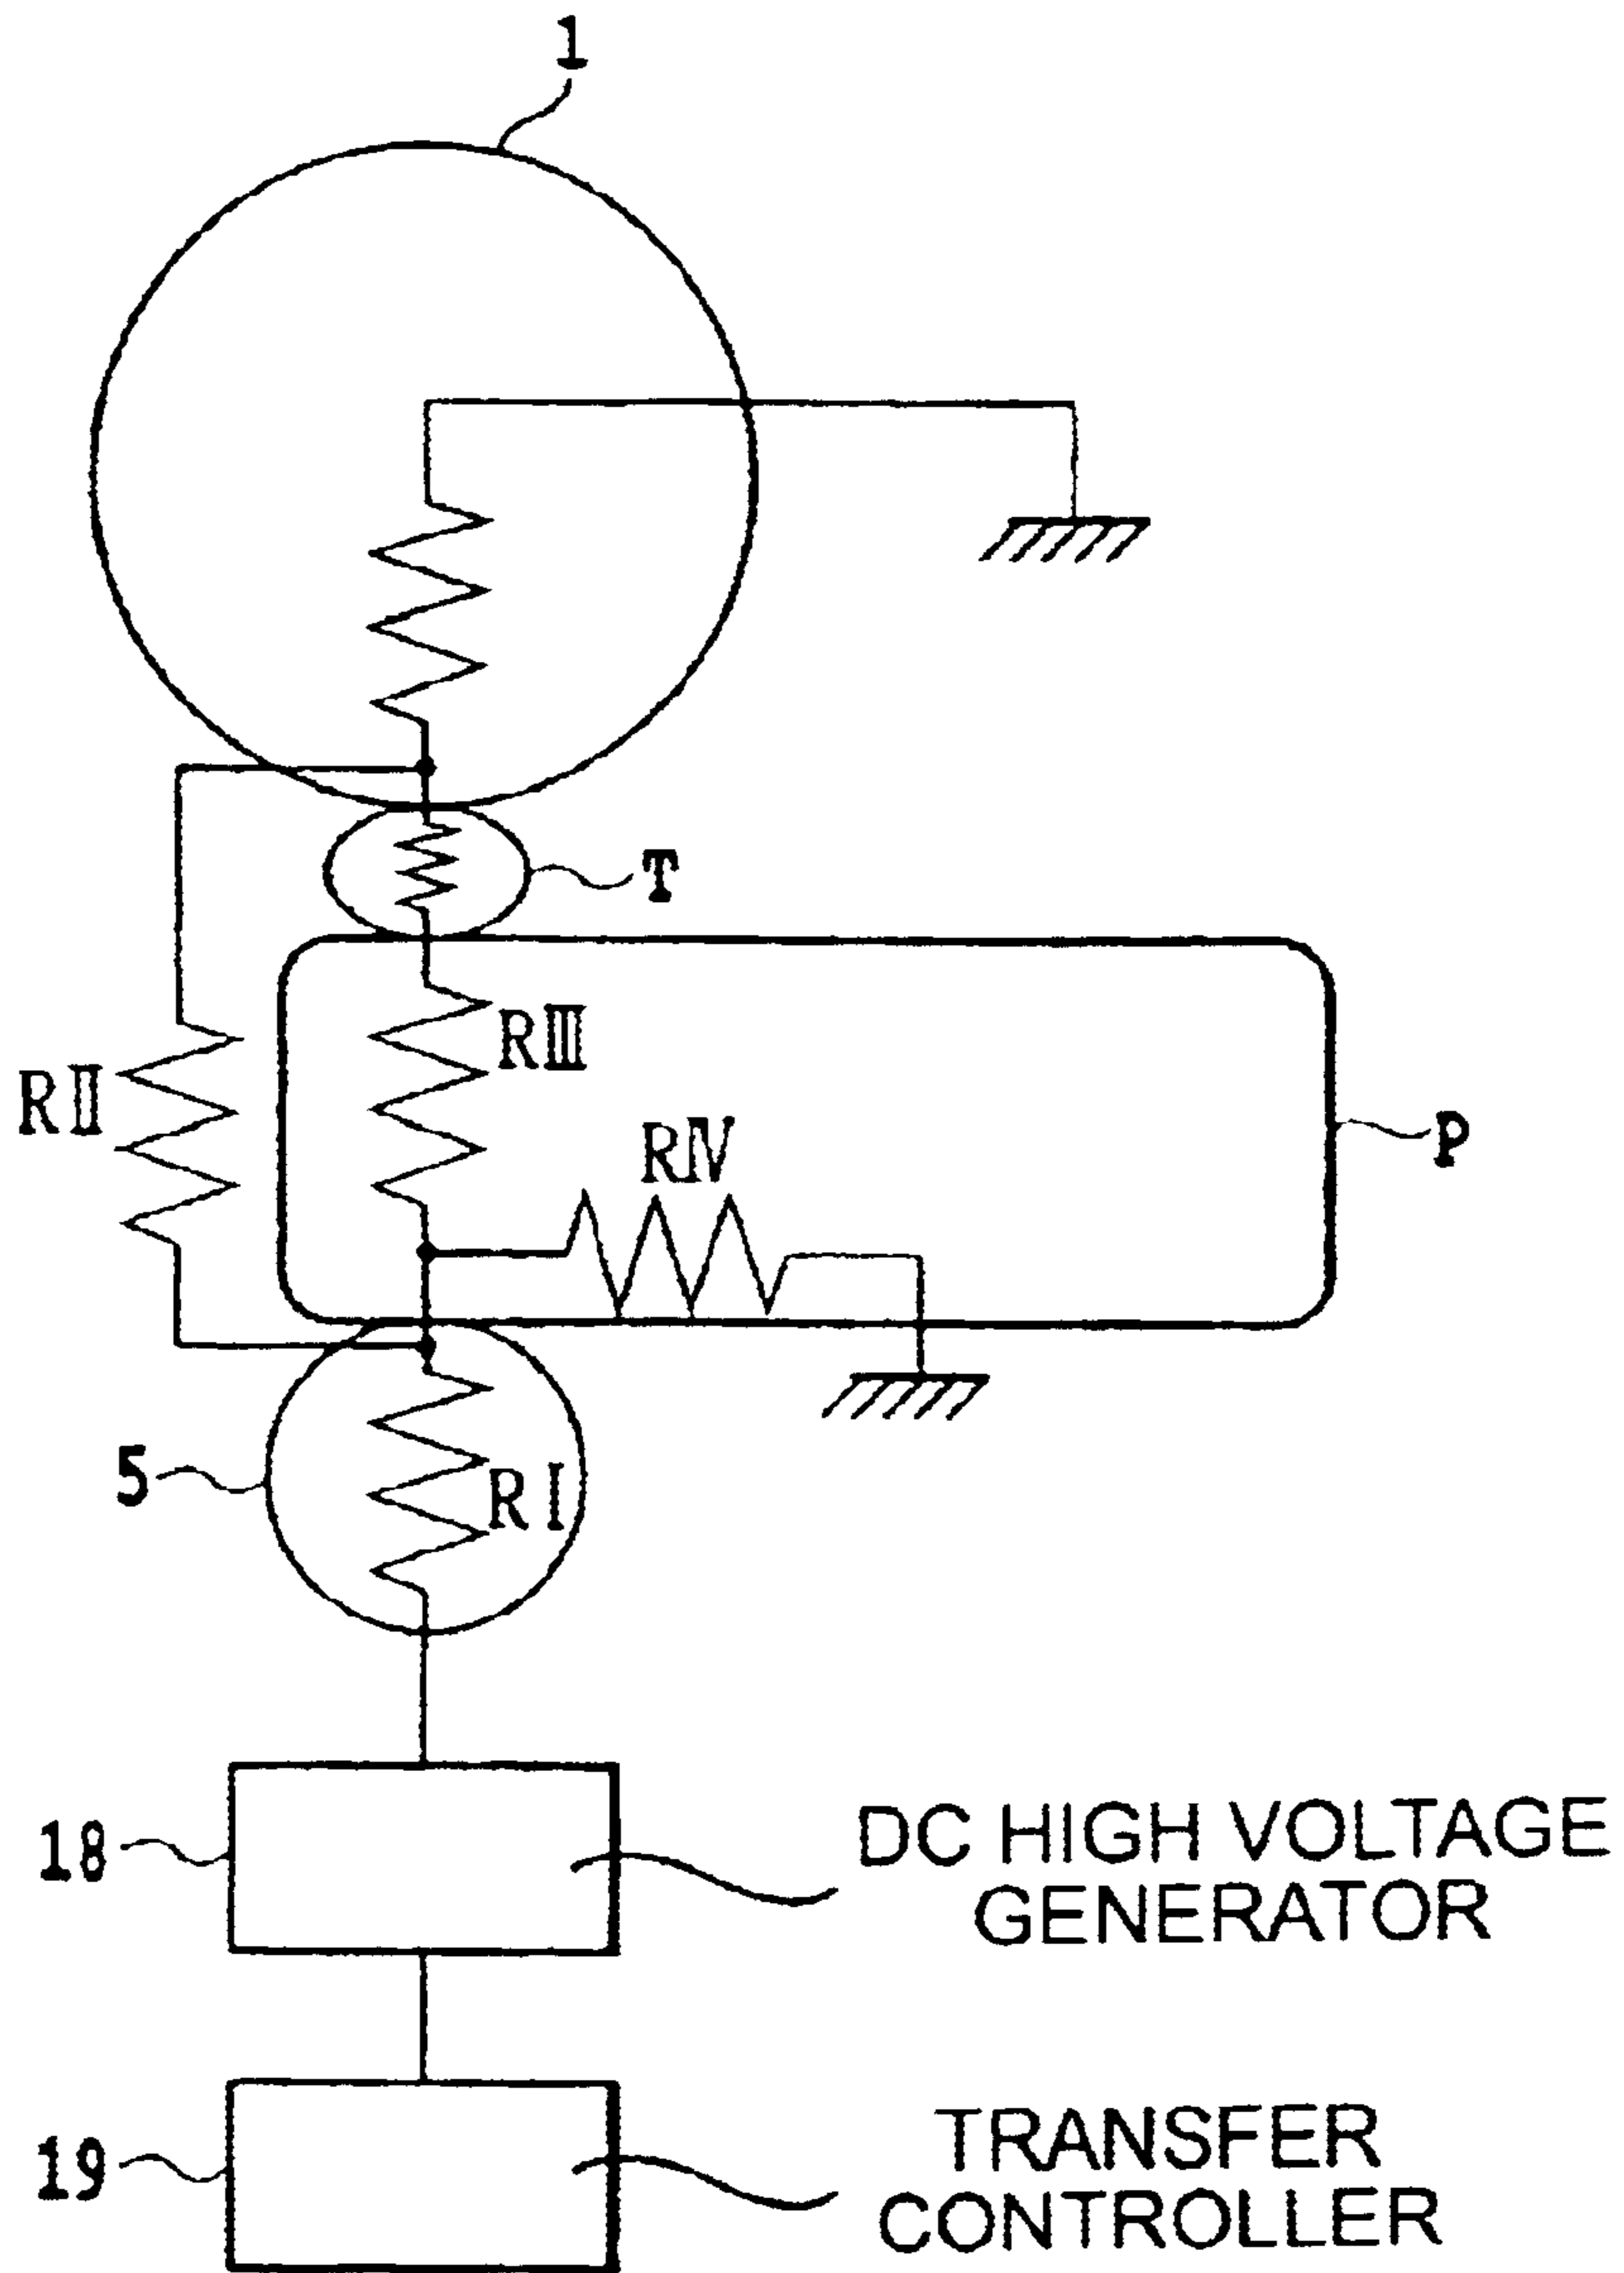 1
T
RIII
RII
RIV
P
5
RI
18
DC HIGH VOLTAGE
GENERATOR
19
TRANSFER
CONTROLLER